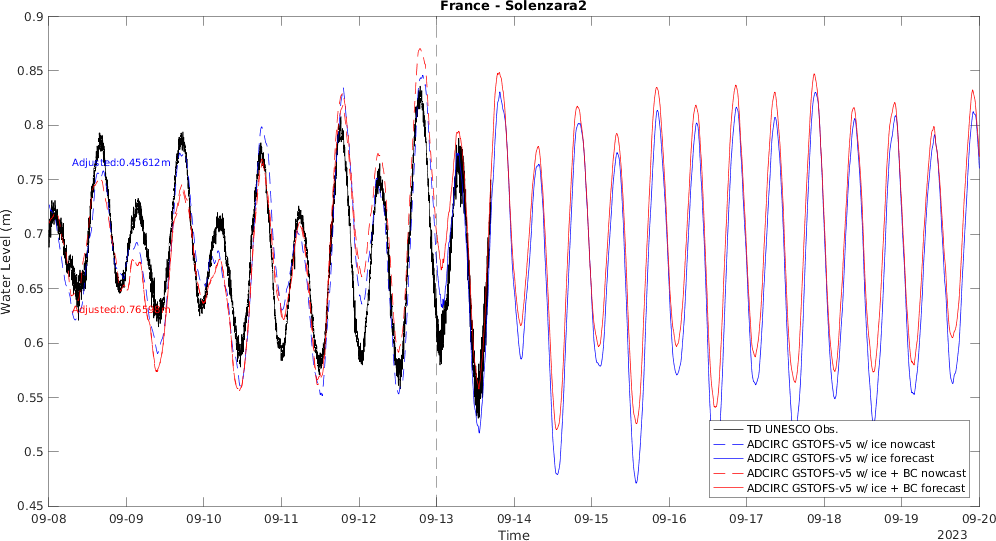 France - Solenzara2
Water Level (m)
0.9
0.85
0.8
0.75
0.7
0.65
0.6
0.55
0.5
0.45
Adjusted:0.45612m
TD UNESCO Obs.
ADCIRC GSTOFS-v5 w/ ice nowcast
ADCIRC GSTOFS-v5 w/ ice forecast
ADCIRC GSTOFS-v5 w/ ice + BC nowcast
ADCIRC GSTOFS-v5 w/ ice + BC forecast
09-08 09-09 09-10 09-11 09-12 09-13 09-14 09-15 09-16 09-17 09-18 09-19 09-20
Time
2023